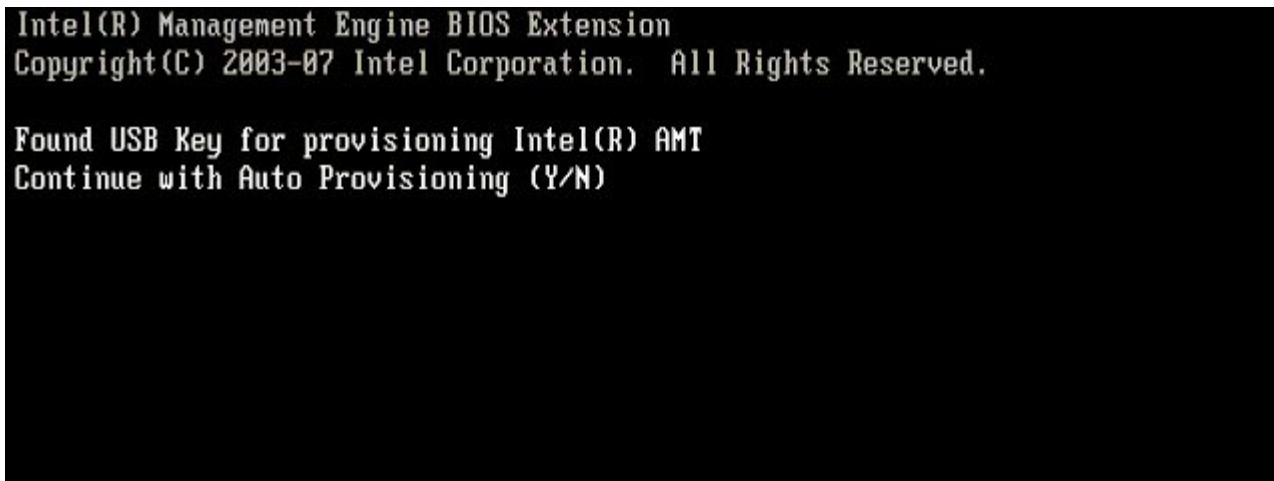 Intel(R) Management Engine BIOS Extension
Copyright(C) 2003-07 Intel Corporation.  All Rights Reserved.
Found USB Key for provisioning Intel(R) AMT
Continue with Auto Provisioning (Y/N)